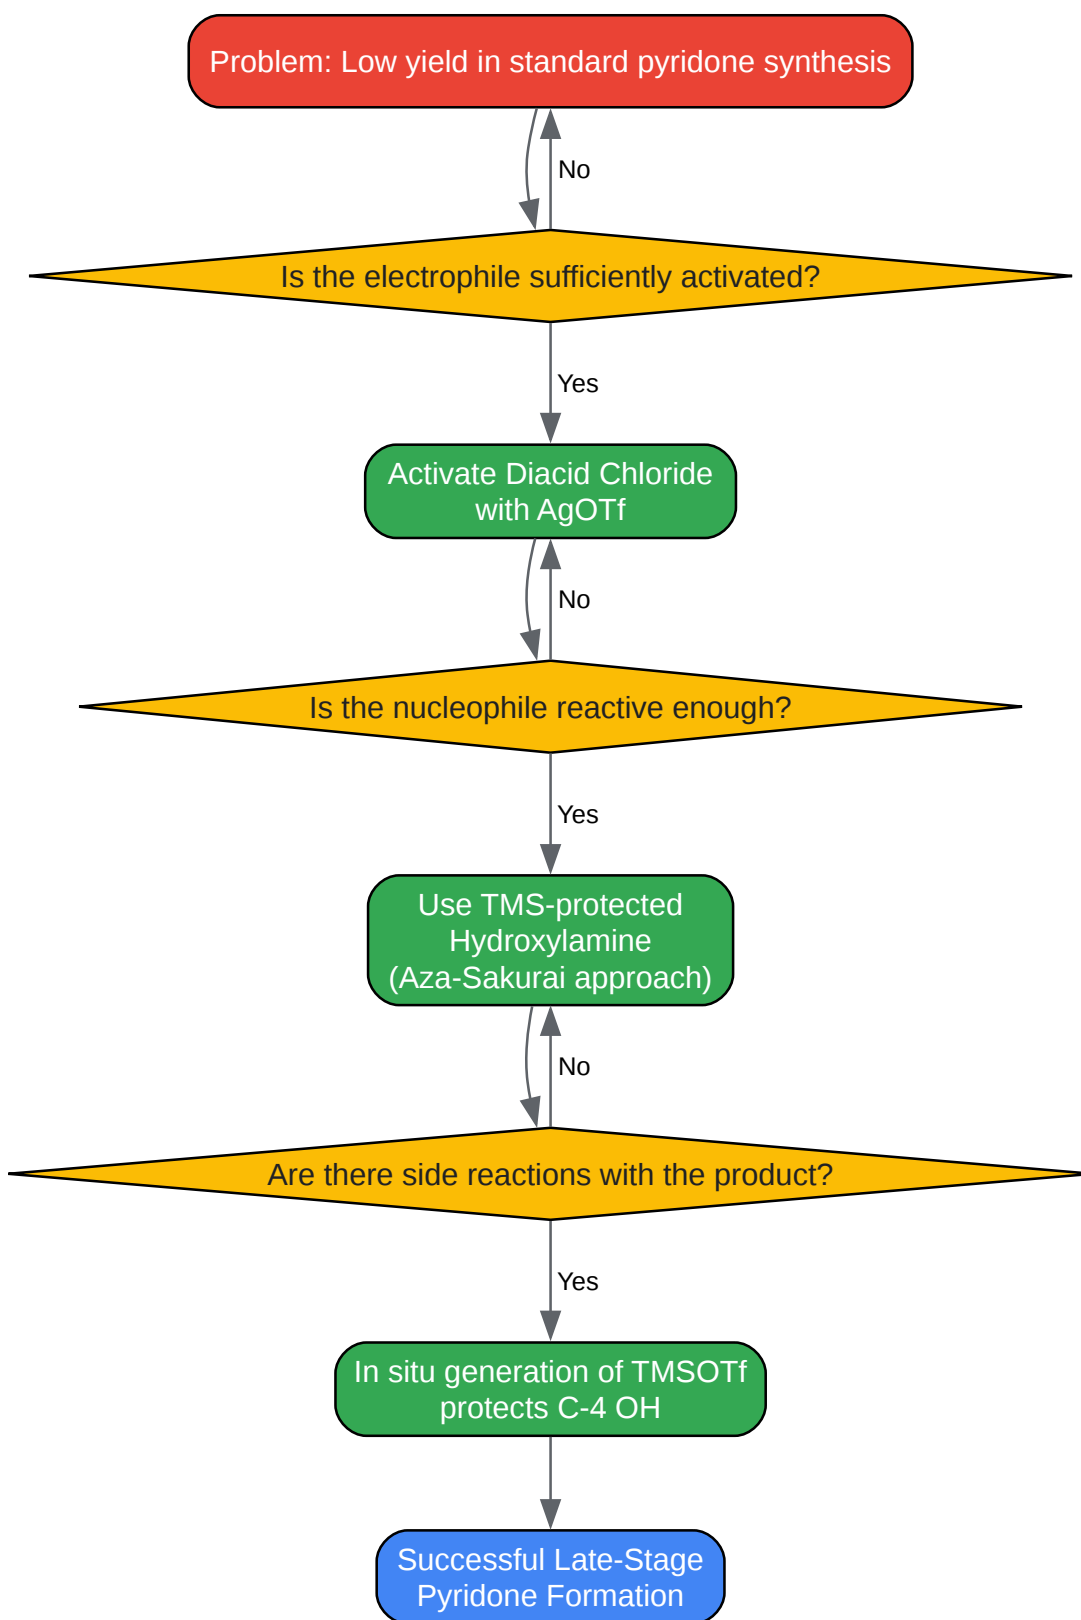 Problem: Low yield in standard pyridone synthesis
No
Is the electrophile sufficiently activated?
Yes
Activate Diacid Chloride
with AgOTf
No
Is the nucleophile reactive enough?
Yes
Use TMS-protected
Hydroxylamine
(Aza-Sakurai approach)
No
Are there side reactions with the product?
Yes
In situ generation of TMSOTf
protects C-4 OH
Successful Late-Stage
Pyridone Formation